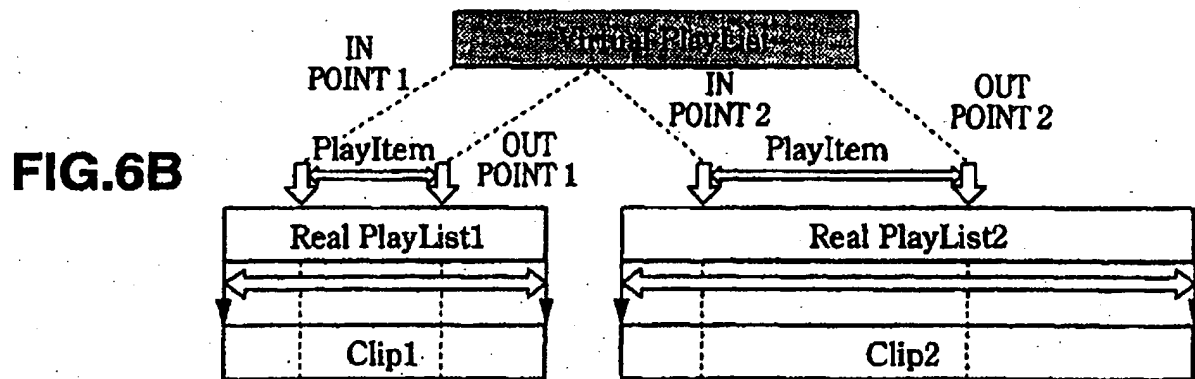 Virtual PlayList
IN
POINT 1
IN
POINT 2
OUT
POINT 2
FIG.6B
PlayItem
OUT
POINT 1
PlayItem
Real PlayList1
Real PlayList2
Clip1
Clip2